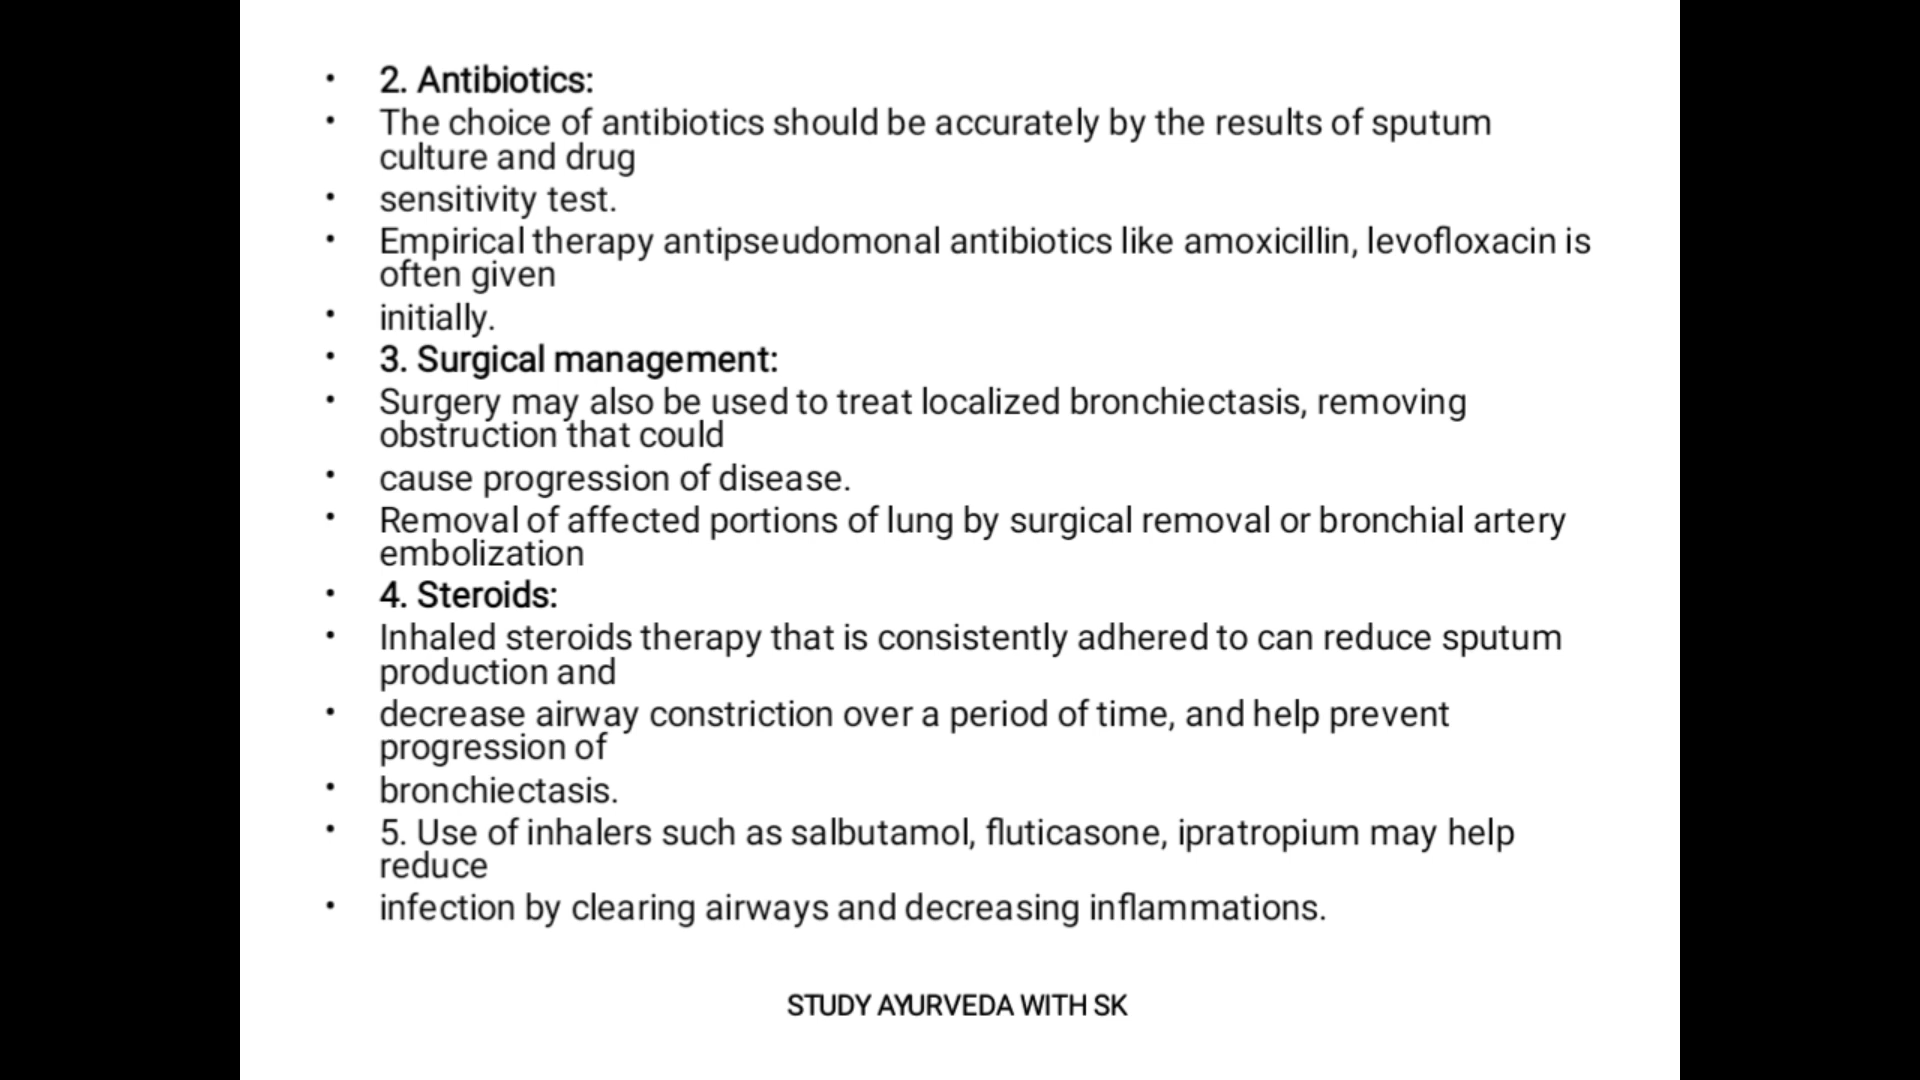 • 2. Antibiotics:
• The choice of antibiotics should be accurately by the results of sputum
culture and drug
• sensitivity test.
• Empirical therapy antipseudomonal antibiotics like amoxicillin, levofloxacin is
often given
• initially.
• 3. Surgical management:
• Surgery may also be used to treat localized bronchiectasis, removing
obstruction that could
• cause progression of disease.
• Removal of affected portions of lung by surgical removal or bronchial artery
embolization
• 4. Steroids:
• Inhaled steroids therapy that is consistently adhered to can reduce sputum
production and
• decrease airway constriction over a period of time, and help prevent
progression of
• bronchiectasis.
• 5. Use of inhalers such as salbutamol, fluticasone, ipratropium may help
reduce
• infection by clearing airways and decreasing inflammations.
STUDY AYURVEDA WITH SK